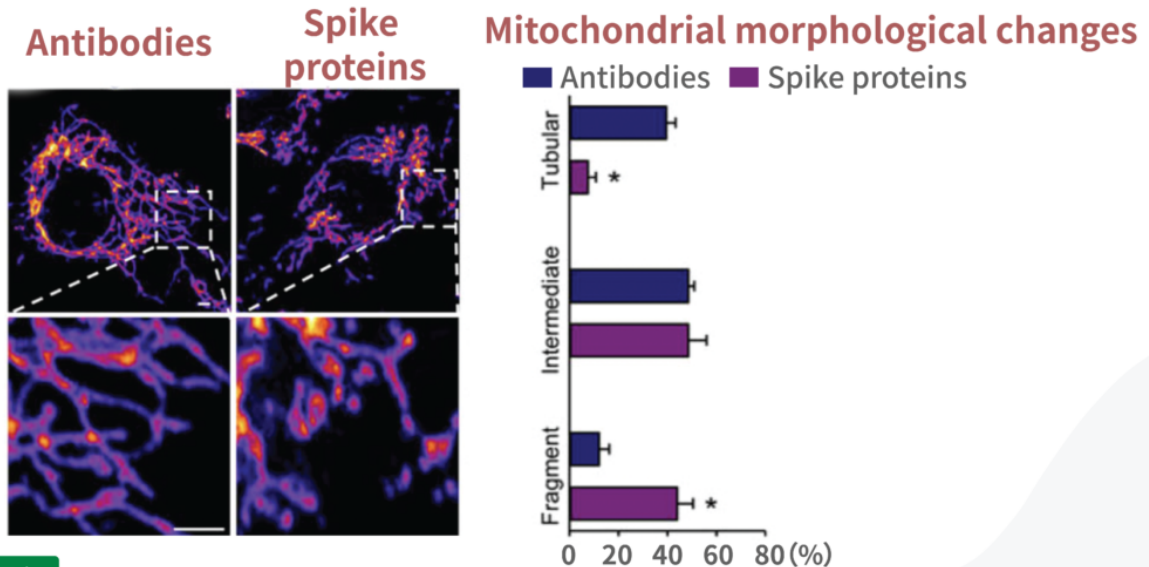 Antibodies
Spike
proteins
Mitochondrial morphological changes
Antibodies Spike proteins
Tubular
*
Intermediate
Fragment
*
0 20 40 60 80 (%)